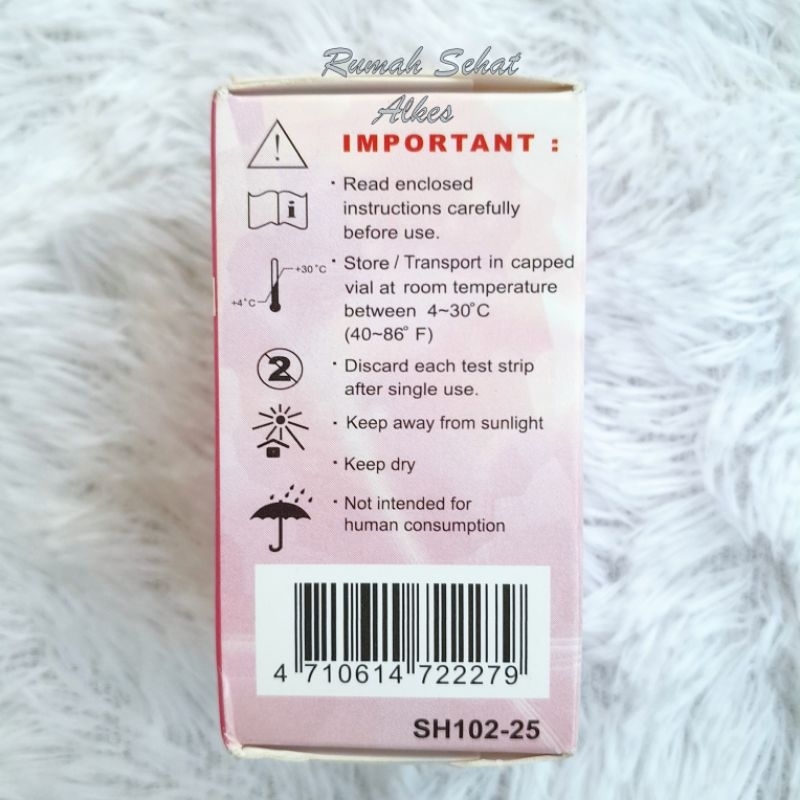 Rumah Sehat
Alkes
IMPORTANT :
· Read enclosed
instructions carefully
before use.
+30°C
+4°C
· Store / Transport in capped
vial at room temperature
between 4~30°C
(40~86° F)
2
· Discard each test strip
after single use.
· Keep away from sunlight
· Keep dry
· Not intended for
human consumption
4 710614 722279
SH102-25